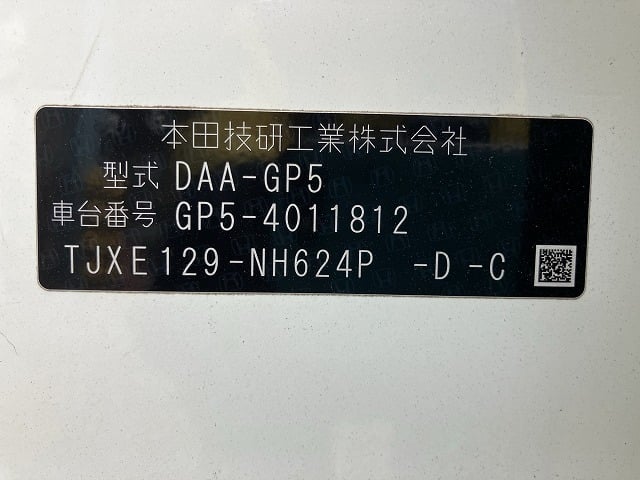 本田技研工業株式会社
型式 DAA-GP5
車台番号 GP5-4011812
TJXE129-NH624P -D-C